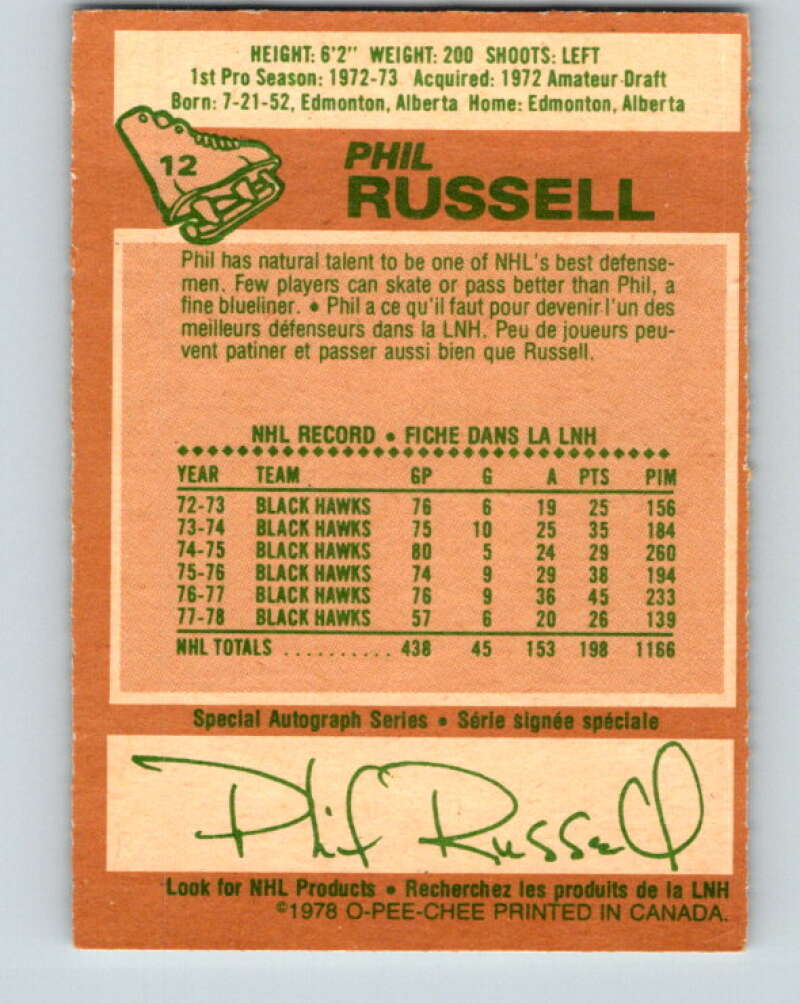 HEIGHT: 6'2" WEIGHT: 200 SHOOTS: LEFT
1st Pro Season: 1972-73 Acquired: 1972 Amateur Draft
Born: 7-21-52, Edmonton, Alberta Home: Edmonton, Alberta
12
PHIL
RUSSELL
Phil has natural talent to be one of NHL's best defense-
men. Few players can skate or pass better than Phil, a
fine blueliner. • Phil a ce qu'il faut pour devenir l'un des
meilleurs défenseurs dans la LNH. Peu de joueurs peu-
vent patiner et passer aussi bien que Russell.
NHL RECORD • FICHE DANS LA LNH
YEAR TEAM GP G A PTS PIM
72-73 BLACK HAWKS 76 6 19 25 156
73-74 BLACK HAWKS 75 10 25 35 184
74-75 BLACK HAWKS 80 5 24 29 260
75-76 BLACK HAWKS 74 9 29 38 194
76-77 BLACK HAWKS 76 9 36 45 233
77-78 BLACK HAWKS 57 6 20 26 139
NHL TOTALS .......... 438 45 153 198 1166
Special Autograph Series • Série signée spéciale
Phil Russell
Look for NHL Products • Recherchez les produits de la LNH
©1978 O-PEE-CHEE PRINTED IN CANADA.